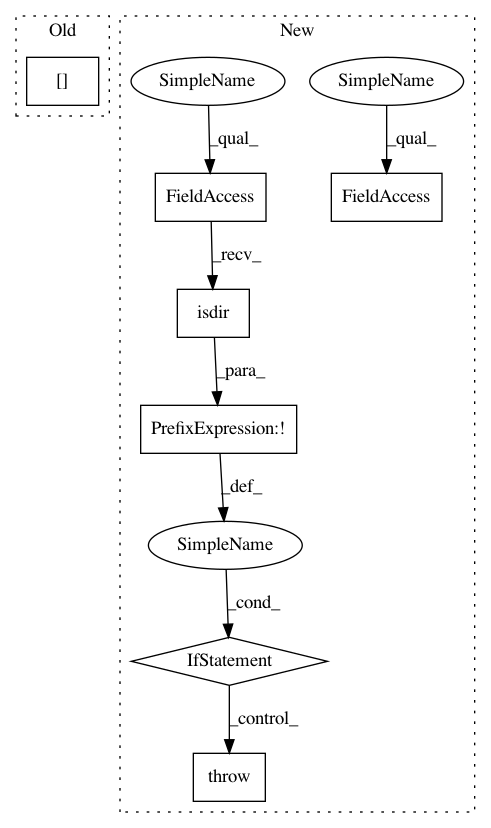 Old
New
[]
SimpleName
SimpleName
_qual_
_qual_
FieldAccess
FieldAccess
_recv_
isdir
_para_
PrefixExpression:!
_def_
SimpleName
_cond_
IfStatement
_control_
throw